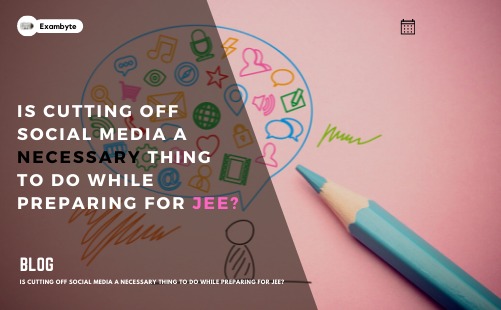 Exambyte
IS CUTTING OFF
SOCIAL MEDIA A
NECESSARY THING
TO DO WHILE
PREPARING FOR JEE?
BLOG
IS CUTTING OFF SOCIAL MEDIA A NECESSARY THING TO DO WHILE PREPARING FOR JEE?